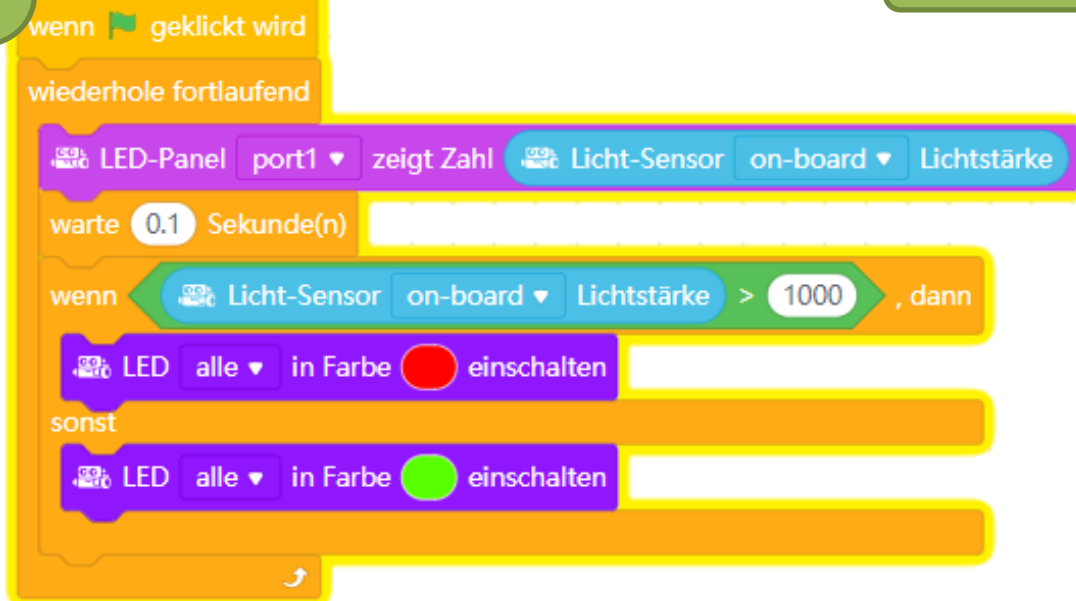 wenn geklickt wird
wiederhole fortlaufend
LED-Panel port1 zeigt Zahl Licht-Sensor on-board Lichtstärke
warte 0.1 Sekunde(n)
wenn Licht-Sensor on-board Lichtstärke > 1000 , dann
LED alle in Farbe einschalten
sonst
LED alle in Farbe einschalten